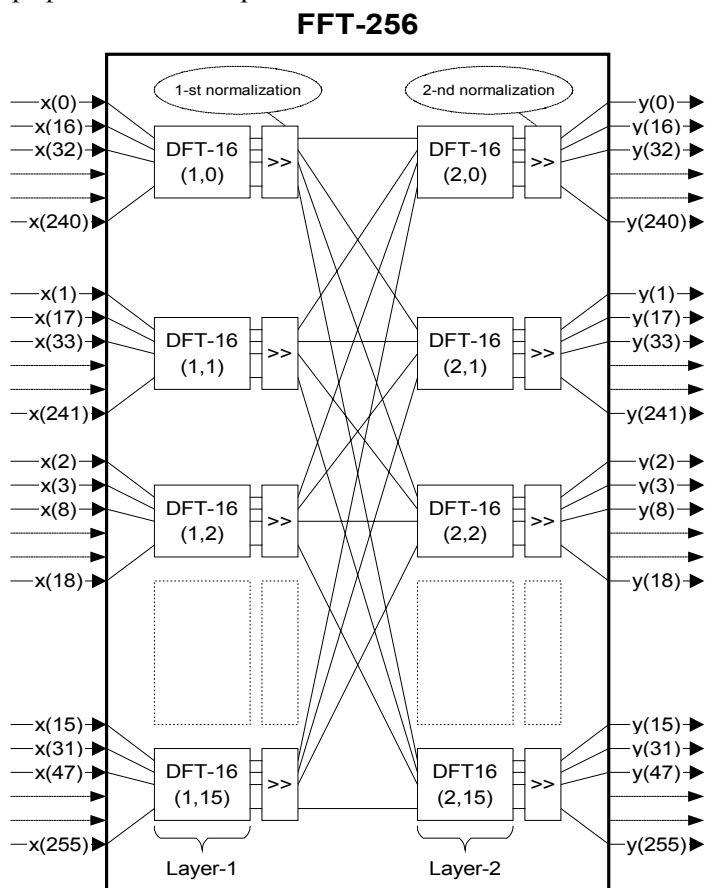 FFT-256
1-st normalization 2-nd normalization
x(0) y(0)
x(16) DFT-16 >> DFT-16 >> y(16)
x(32) (1,0) (2,0) y(32)
x(240) y(240)
x(1) y(1)
x(17) DFT-16 >> DFT-16 >> y(17)
x(33) (1,1) (2,1) y(33)
x(241) y(241)
x(2) y(2)
x(3) DFT-16 >> DFT-16 >> y(3)
x(8) (1,2) (2,2) y(8)
x(18) y(18)
x(15) y(15)
x(31) DFT-16 >> DFT16 >> y(31)
x(47) (1,15) (2,15) y(47)
x(255) y(255)
Layer-1 Layer-2